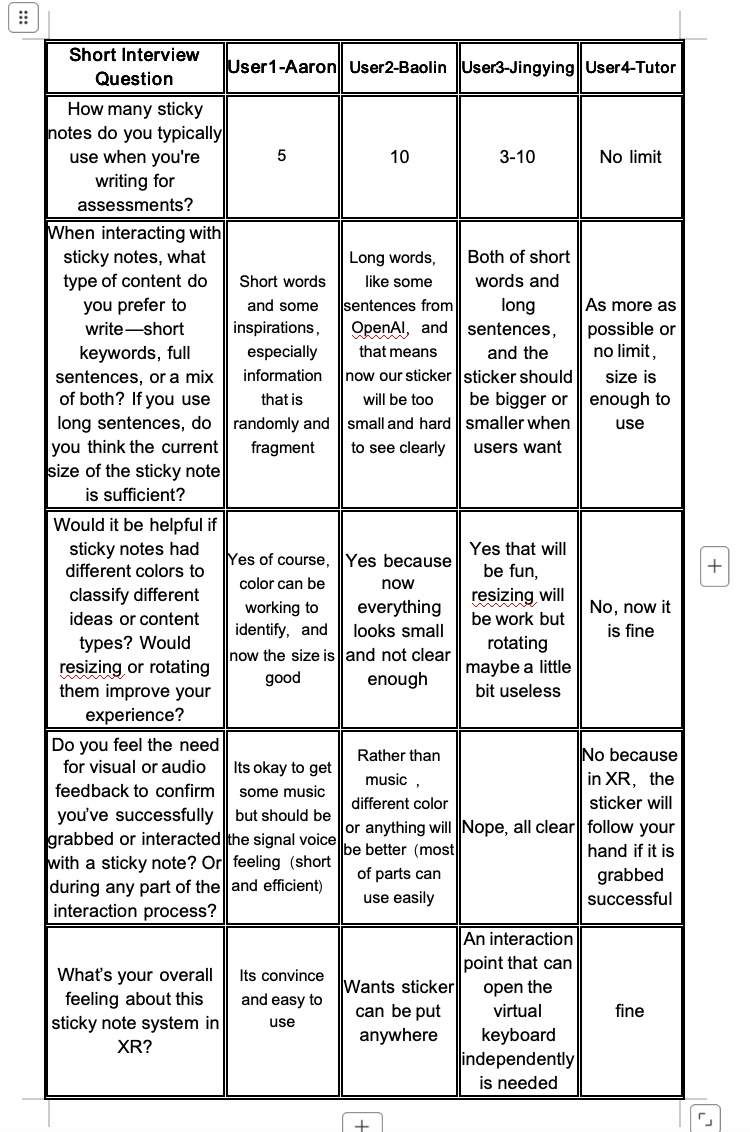 Short Interview
Question
User1-Aaron
User2-Baolin
User3-Jingying
User4-Tutor
How many sticky
notes do you typically
use when you're
writing for
assessments?
5
10
3-10
No limit
When interacting with
sticky notes, what
type of content do
you prefer to
write—short
keywords, full
sentences, or a mix
of both? If you use
long sentences, do
you think the current
size of the sticky note
is sufficient?
Short words
and some
inspirations,
especially
information
that is
randomly and
fragment
Long words,
like some
sentences from
OpenAI, and
that means
now our sticker
will be too
small and hard
to see clearly
Both of short
words and
long
sentences,
and the
sticker should
be bigger or
smaller when
users want
As more as
possible or
no limit,
size is
enough to
use
Would it be helpful if
sticky notes had
different colors to
classify different
ideas or content
types? Would
resizing or rotating
them improve your
experience?
Yes of course,
color can be
working to
identify, and
now the size is
good
Yes because
now
everything
looks small
and not clear
enough
Yes that will
be fun,
resizing will
be work but
rotating
maybe a little
bit useless
No, now it
is fine
Do you feel the need
for visual or audio
feedback to confirm
you've successfully
grabbed or interacted
with a sticky note? Or
during any part of the
interaction process?
Its okay to get
some music
but should be
the signal voice
feeling (short
and efficient)
Rather than
music ,
different color
or anything will
be better (most
of parts can
use easily
Nope, all clear
No because
in XR, the
sticker will
follow your
hand if it is
grabbed
successful
What's your overall
feeling about this
sticky note system in
XR?
Its convince
and easy to
use
Wants sticker
can be put
anywhere
An interaction
point that can
open the
virtual
keyboard
independently
is needed
fine